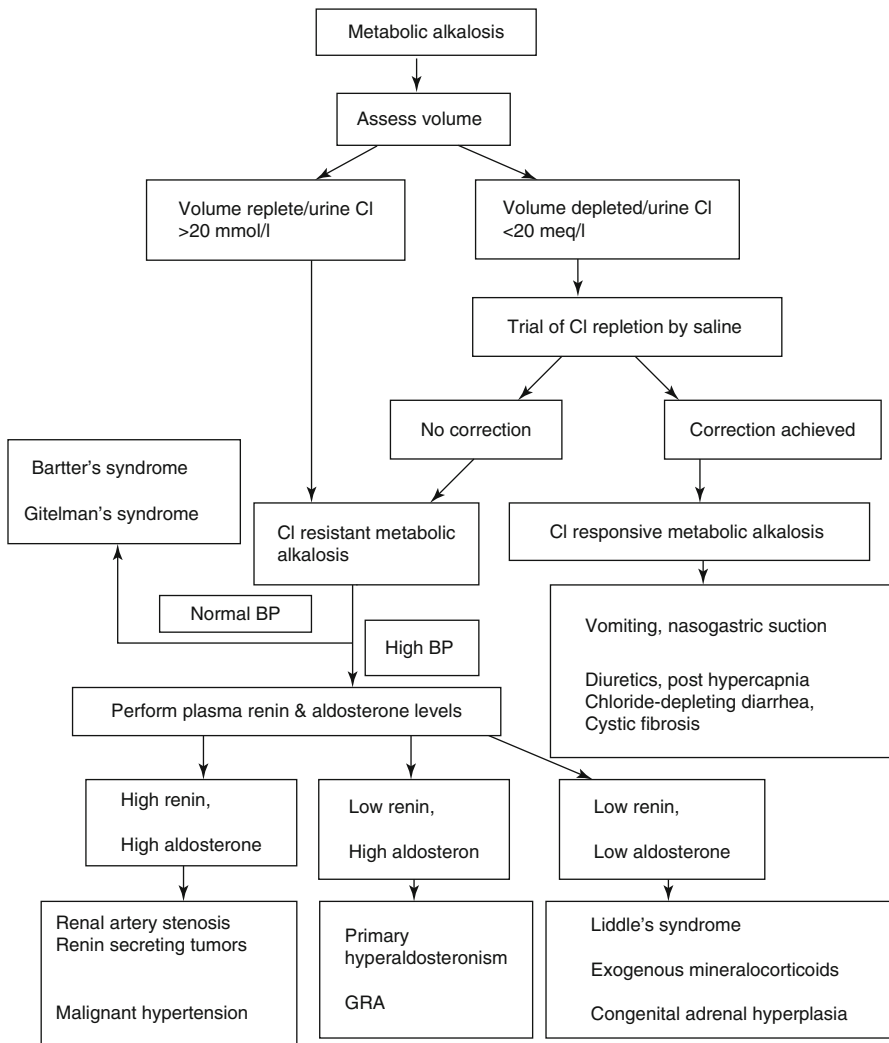 Metabolic alkalosis
Assess volume
Volume replete/urine Cl
>20 mmol/l
Volume depleted/urine Cl
<20 meq/l
Trial of Cl repletion by saline
No correction
Correction achieved
Bartter’s syndrome
Gitelman’s syndrome
Cl resistant metabolic
alkalosis
Cl responsive metabolic alkalosis
Normal BP
High BP
Vomiting, nasogastric suction
Diuretics, post hypercapnia
Chloride-depleting diarrhea,
Cystic fibrosis
Perform plasma renin & aldosterone levels
High renin,
High aldosterone
Low renin,
High aldosteron
Low renin,
Low aldosterone
Renal artery stenosis
Renin secreting tumors
Malignant hypertension
Primary
hyperaldosteronism
GRA
Liddle’s syndrome
Exogenous mineralocorticoids
Congenital adrenal hyperplasia